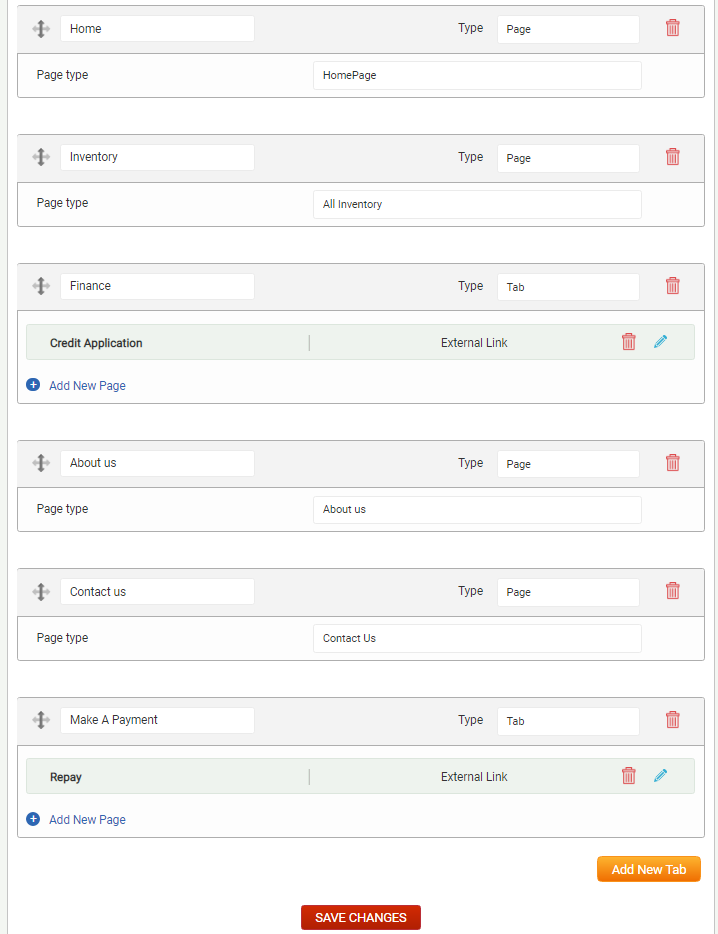 Home Type Page
Page type HomePage
Inventory Type Page
Page type All Inventory
Finance Type Tab
Credit Application | External Link
Add New Page
About us Type Page
Page type About us
Contact us Type Page
Page type Contact Us
Make A Payment Type Tab
Repay | External Link
Add New Page
Add New Tab
SAVE CHANGES